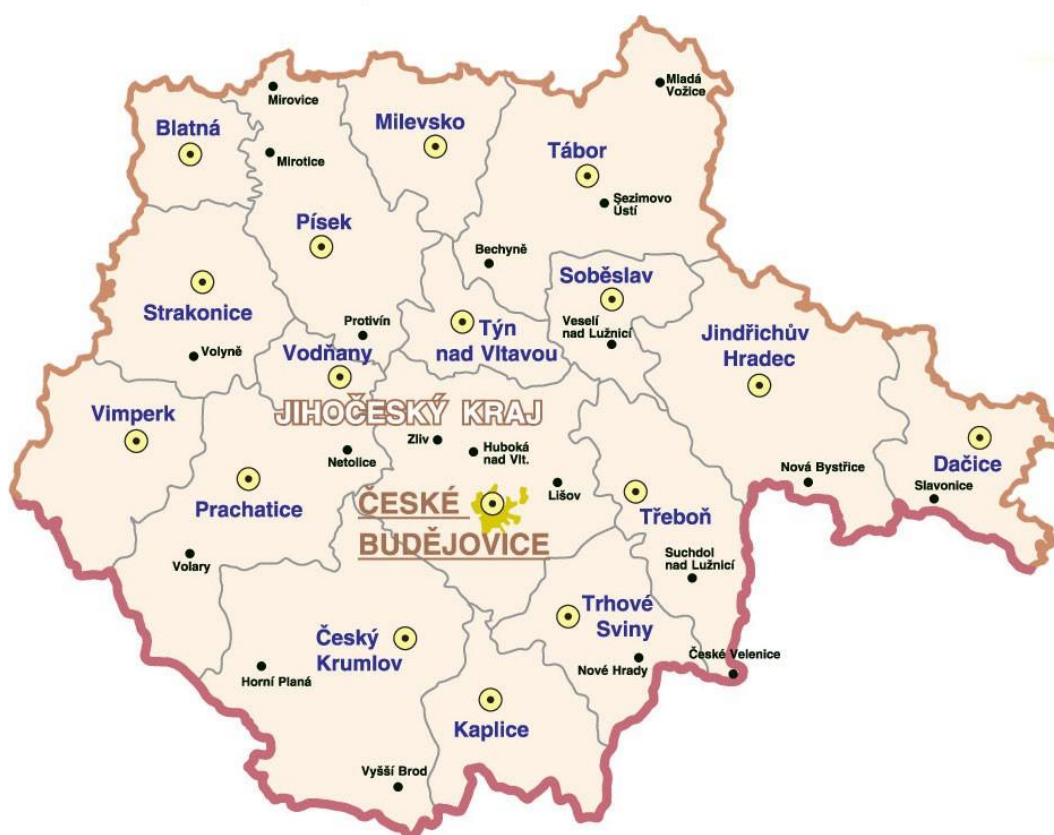 Mladá
Vožice
Mirovice
Blatná
Milevsko
Mirotice
Tábor
Sezimovo
Ústí
Písek
Bechyně
Soběslav
Strakonice
Protivín
Týn
nad Vltavou
Veselí
nad Lužnicí
Jindřichův
Hradec
Volyně
Vodňany
Vimperk
JIHOČESKÝ KRAJ
Zliv
Huboká
nad Vlt.
Netolice
Dačice
Nová Bystřice
Slavonice
Prachatice
ČESKÉ
BUDĚJOVICE
Lišov
Třeboň
Volary
Suchdol
nad Lužnicí
Trhové
Sviny
Český
Krumlov
Horní Planá
Nové Hrady
České Velenice
Kaplice
Vyšší Brod